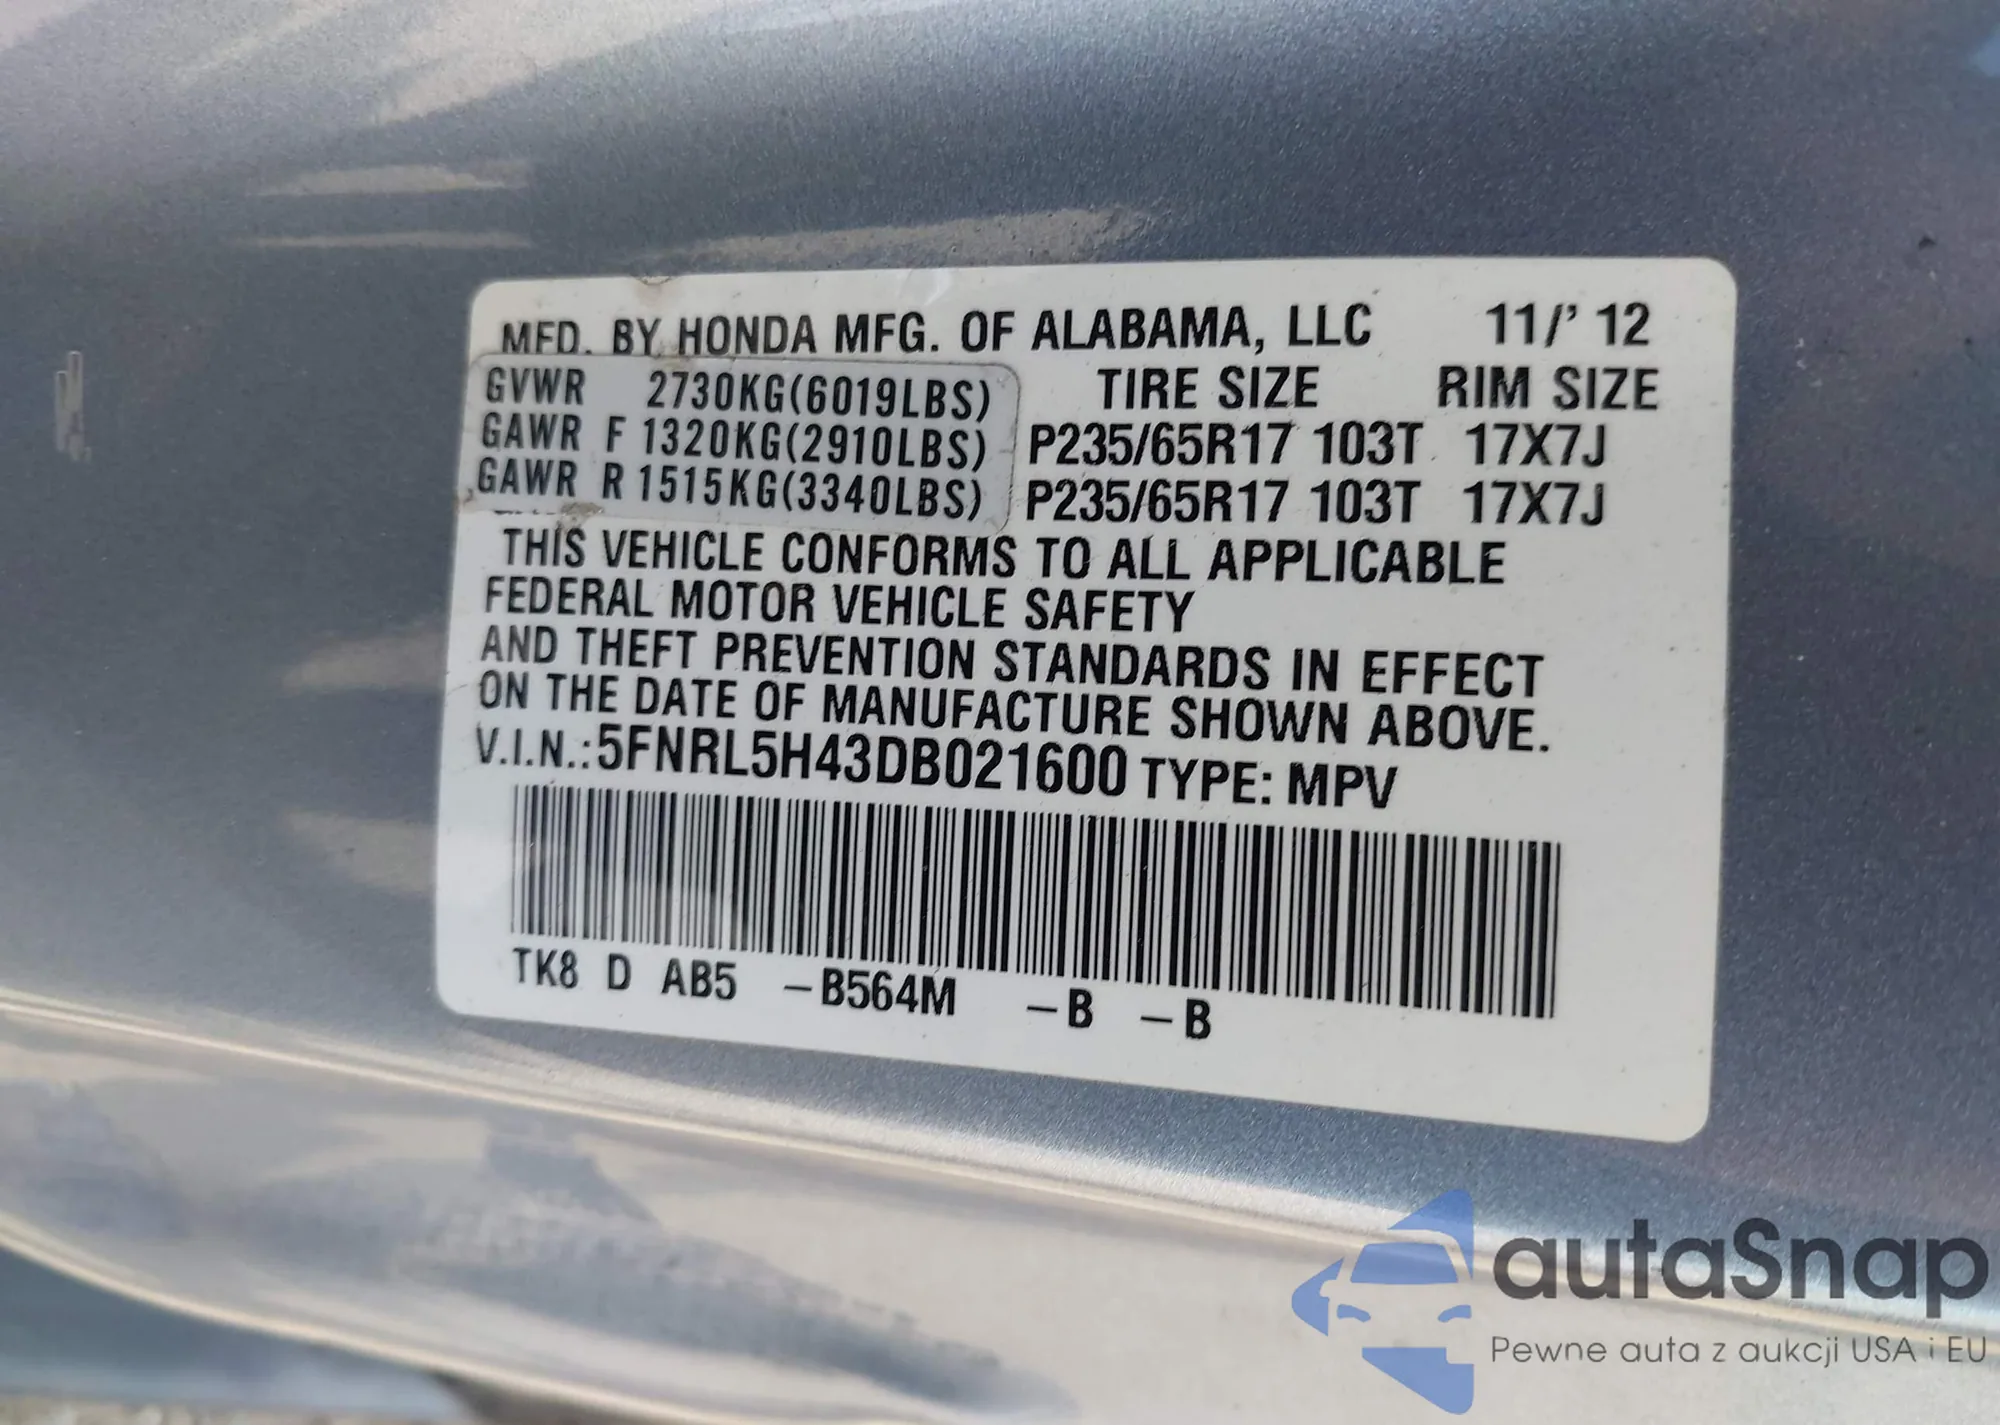 MFD. BY HONDA MFG. OF ALABAMA, LLC 11/' 12
GVWR 2730KG(6019LBS) TIRE SIZE RIM SIZE
GAWR F 1320KG(2910LBS) P235/65R17 103T 17X7J
GAWR R 1515KG(3340LBS) P235/65R17 103T 17X7J
THIS VEHICLE CONFORMS TO ALL APPLICABLE
FEDERAL MOTOR VEHICLE SAFETY
AND THEFT PREVENTION STANDARDS IN EFFECT
ON THE DATE OF MANUFACTURE SHOWN ABOVE.
V.I.N.:5FNRL5H43DB021600 TYPE: MPV
TK8 D AB5 -B564M -B -B
autaSnap
Pewne auta z aukcji USA i EU